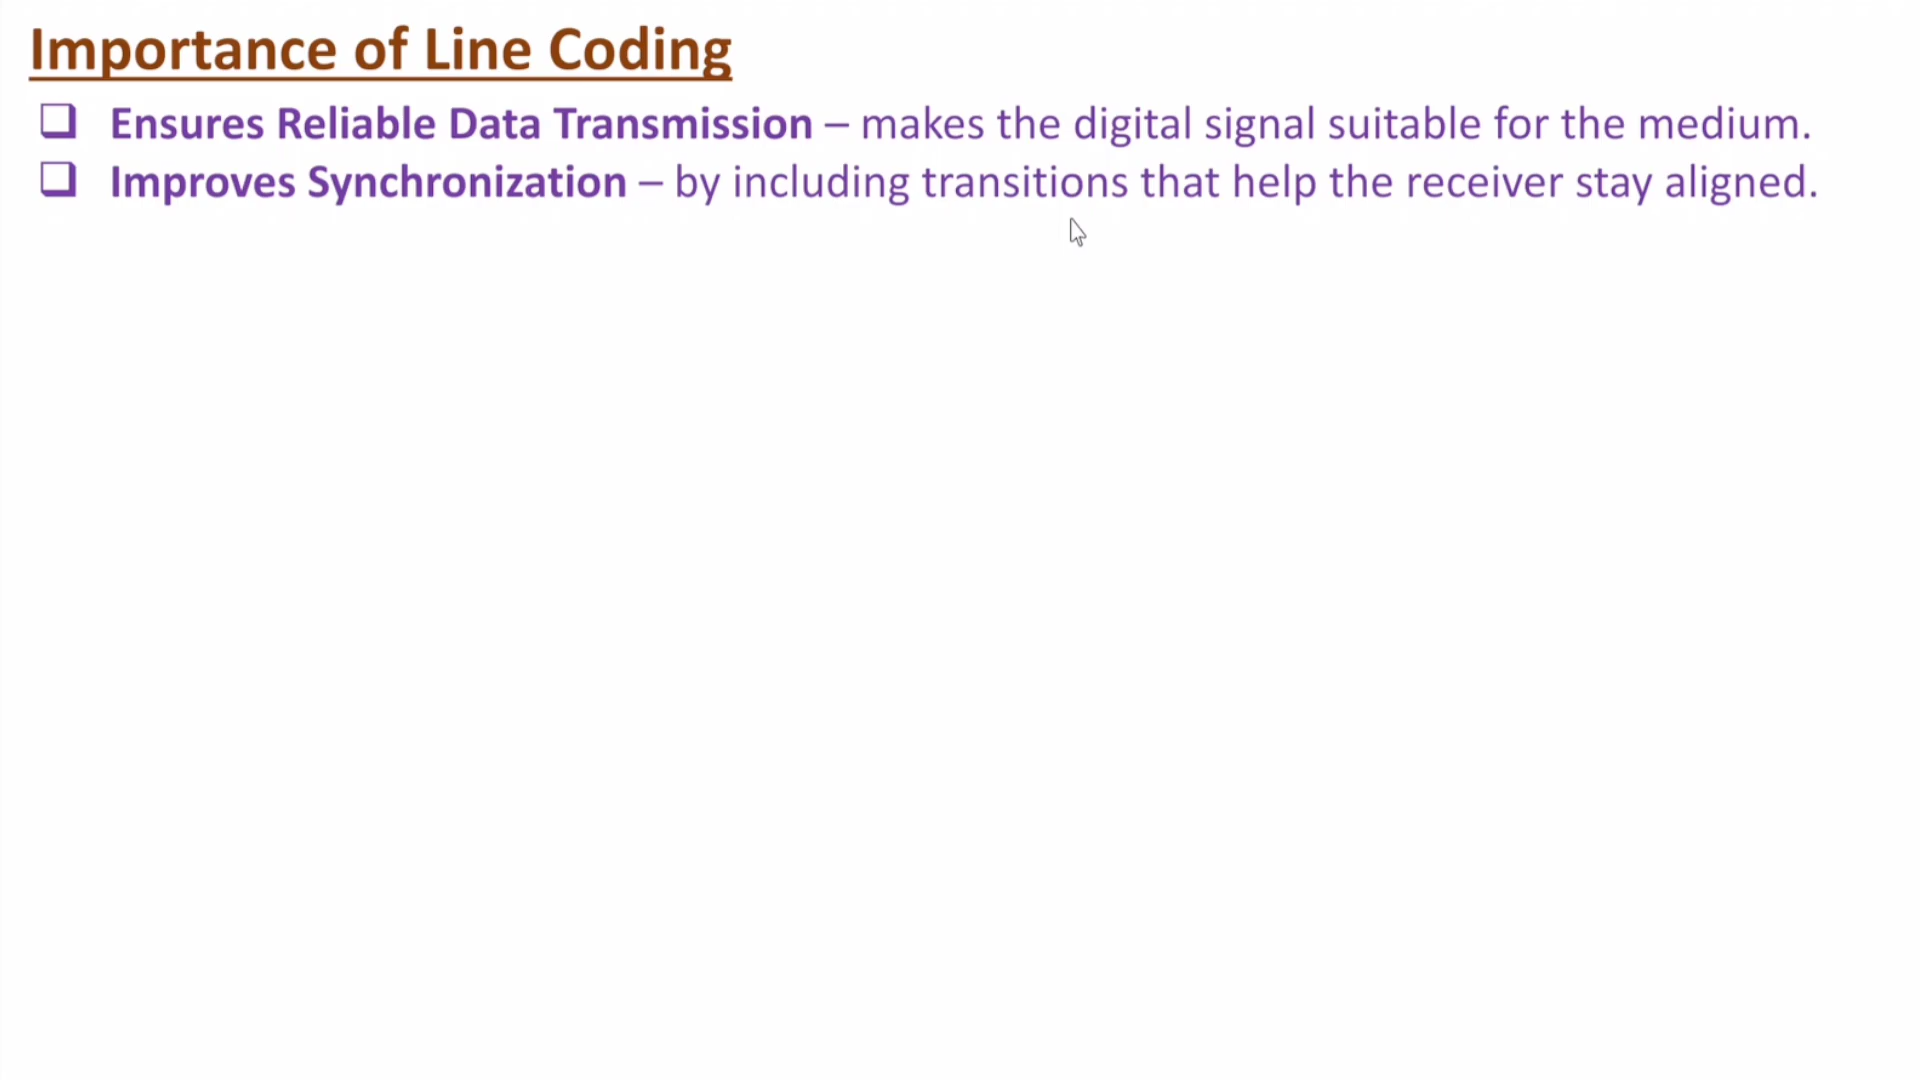 Importance of Line Coding
❑ Ensures Reliable Data Transmission – makes the digital signal suitable for the medium.
❑ Improves Synchronization – by including transitions that help the receiver stay aligned.